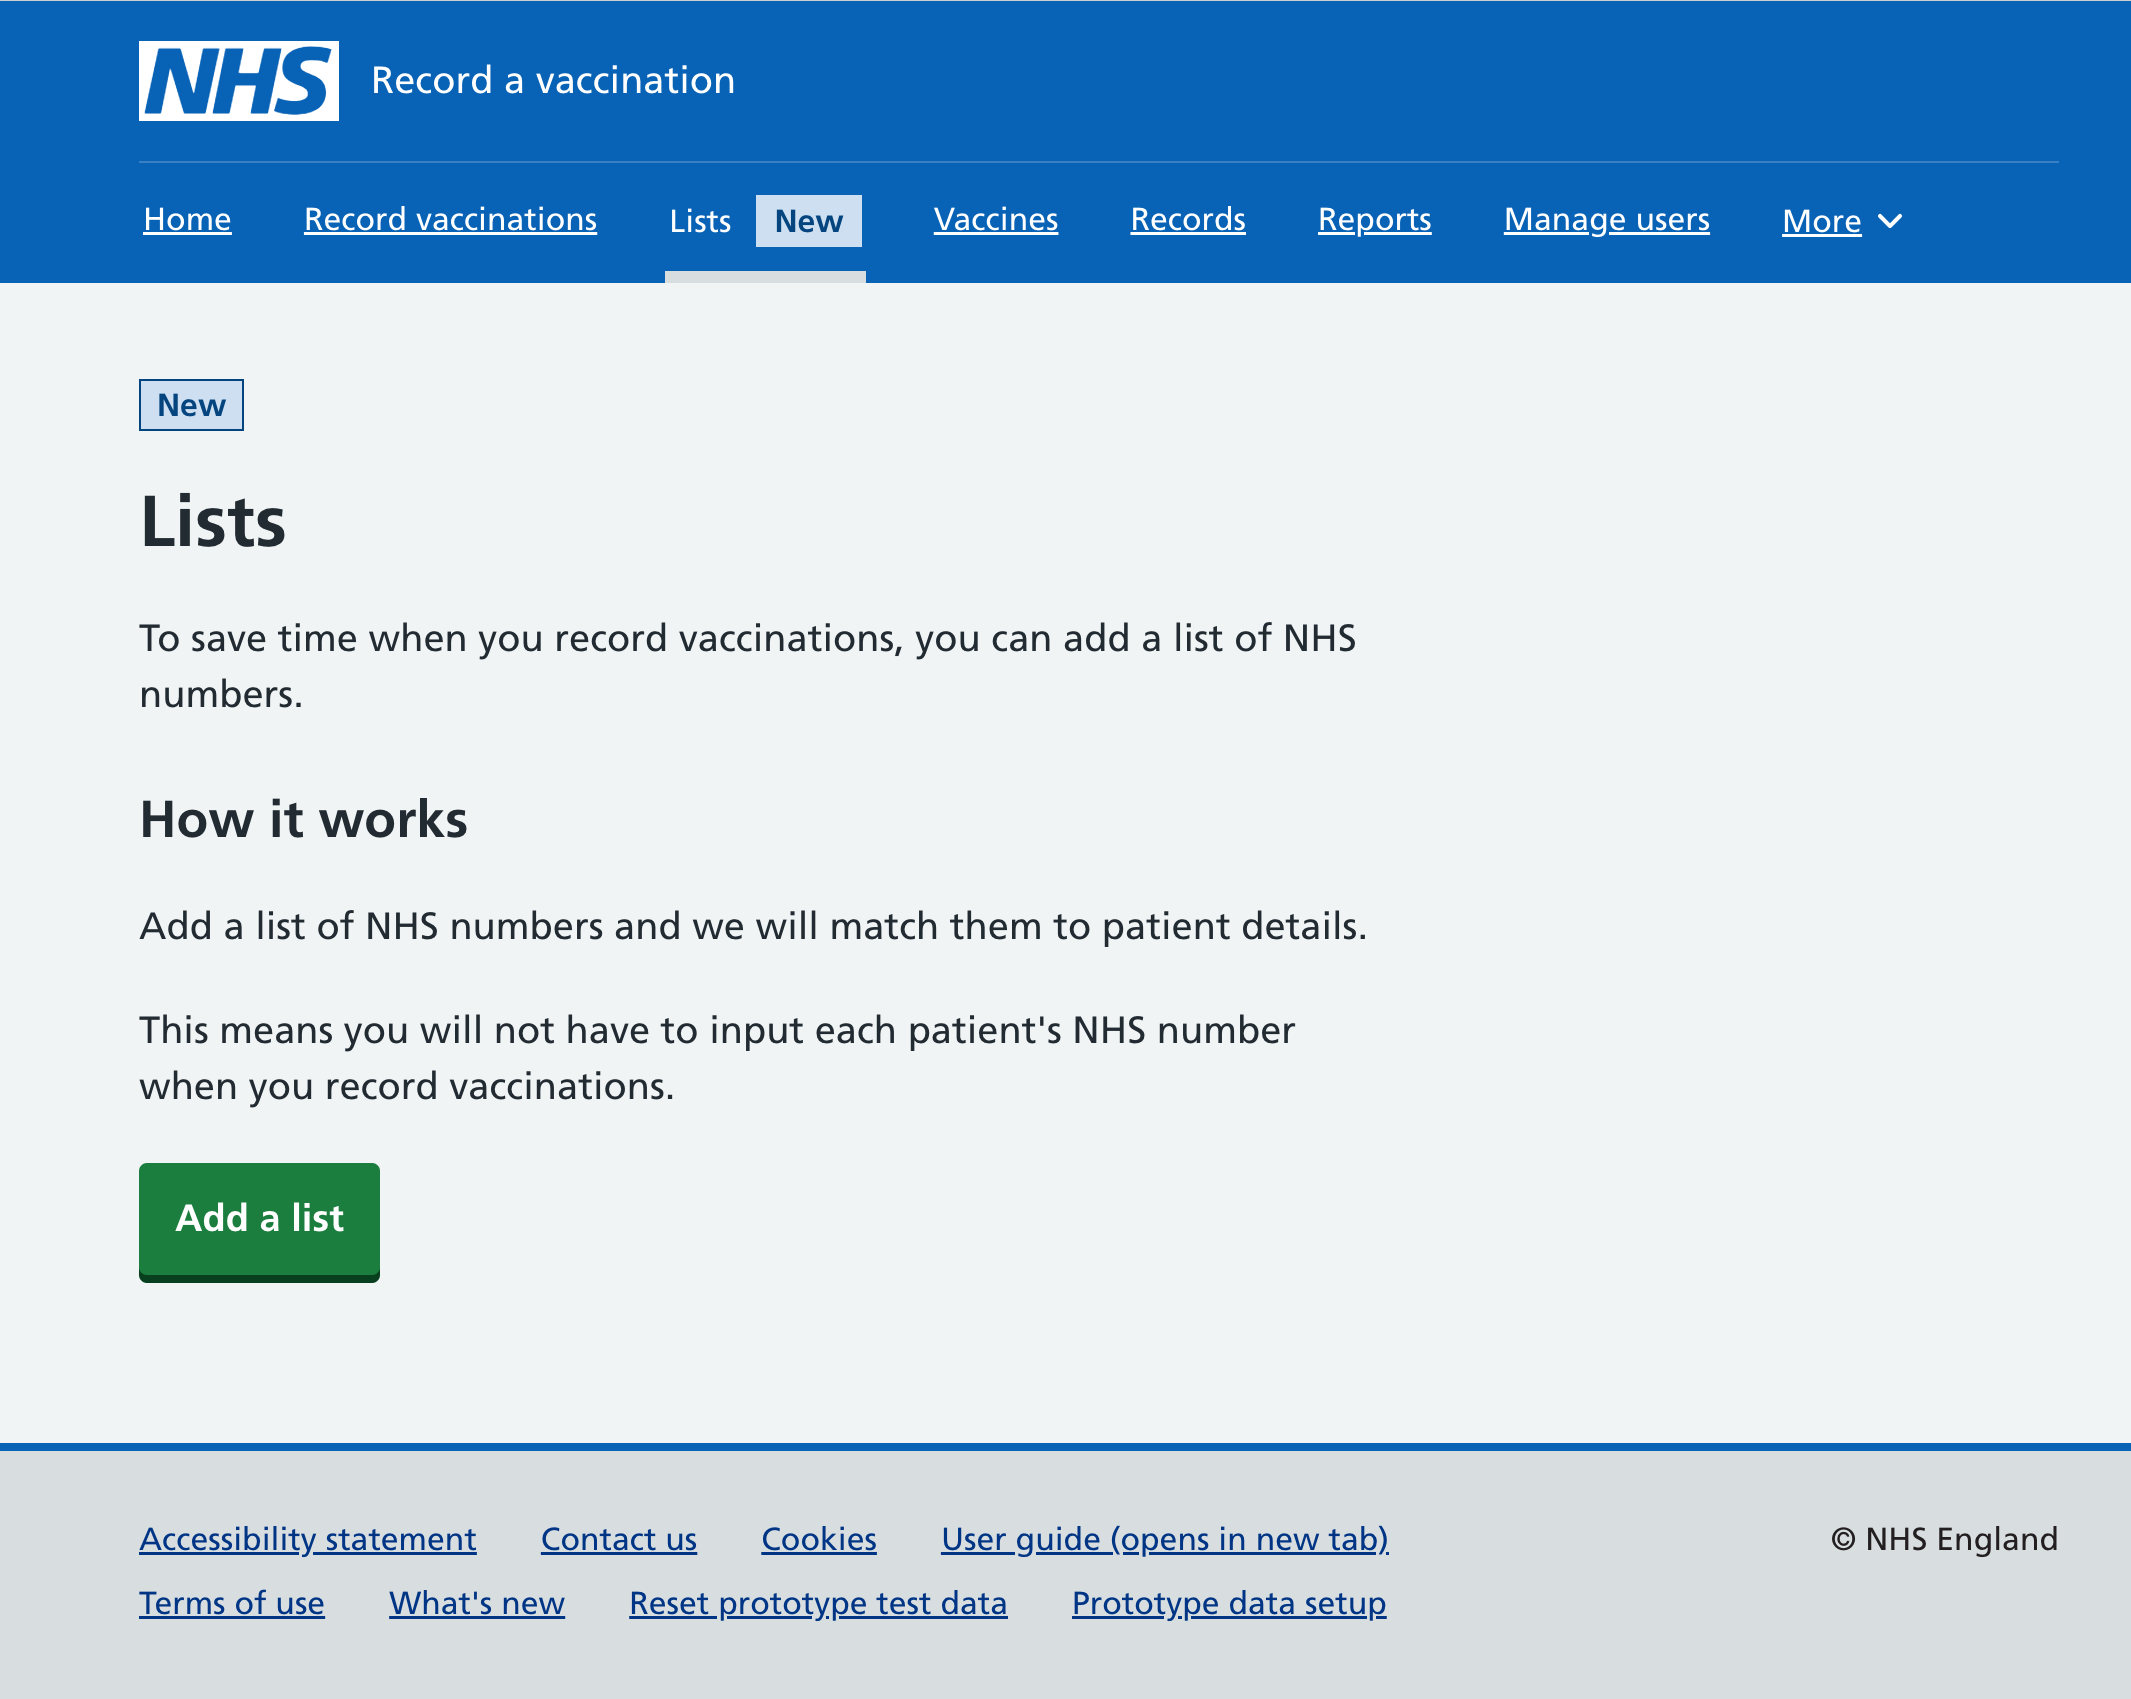 NHS Record a vaccination
Home Record vaccinations Lists New Vaccines Records Reports Manage users More
New
Lists
To save time when you record vaccinations, you can add a list of NHS
numbers.
How it works
Add a list of NHS numbers and we will match them to patient details.
This means you will not have to input each patient's NHS number
when you record vaccinations.
Add a list
Accessibility statement Contact us Cookies User guide (opens in new tab) © NHS England
Terms of use What's new Reset prototype test data Prototype data setup